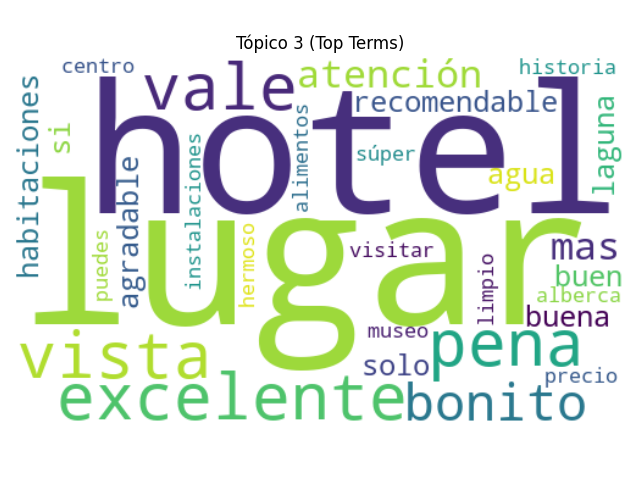 Tópico 3 (Top Terms)
centro
vale
atención
historia
habitaciones
si
hotel
recomendable
laguna
alimentos
súper
agua
instalaciones
agradable
puedes
lugar
hermoso
visitar
limpio
mas
buen
alberca
buena
museo
vista
solo
pena
precio
excelente
bonito